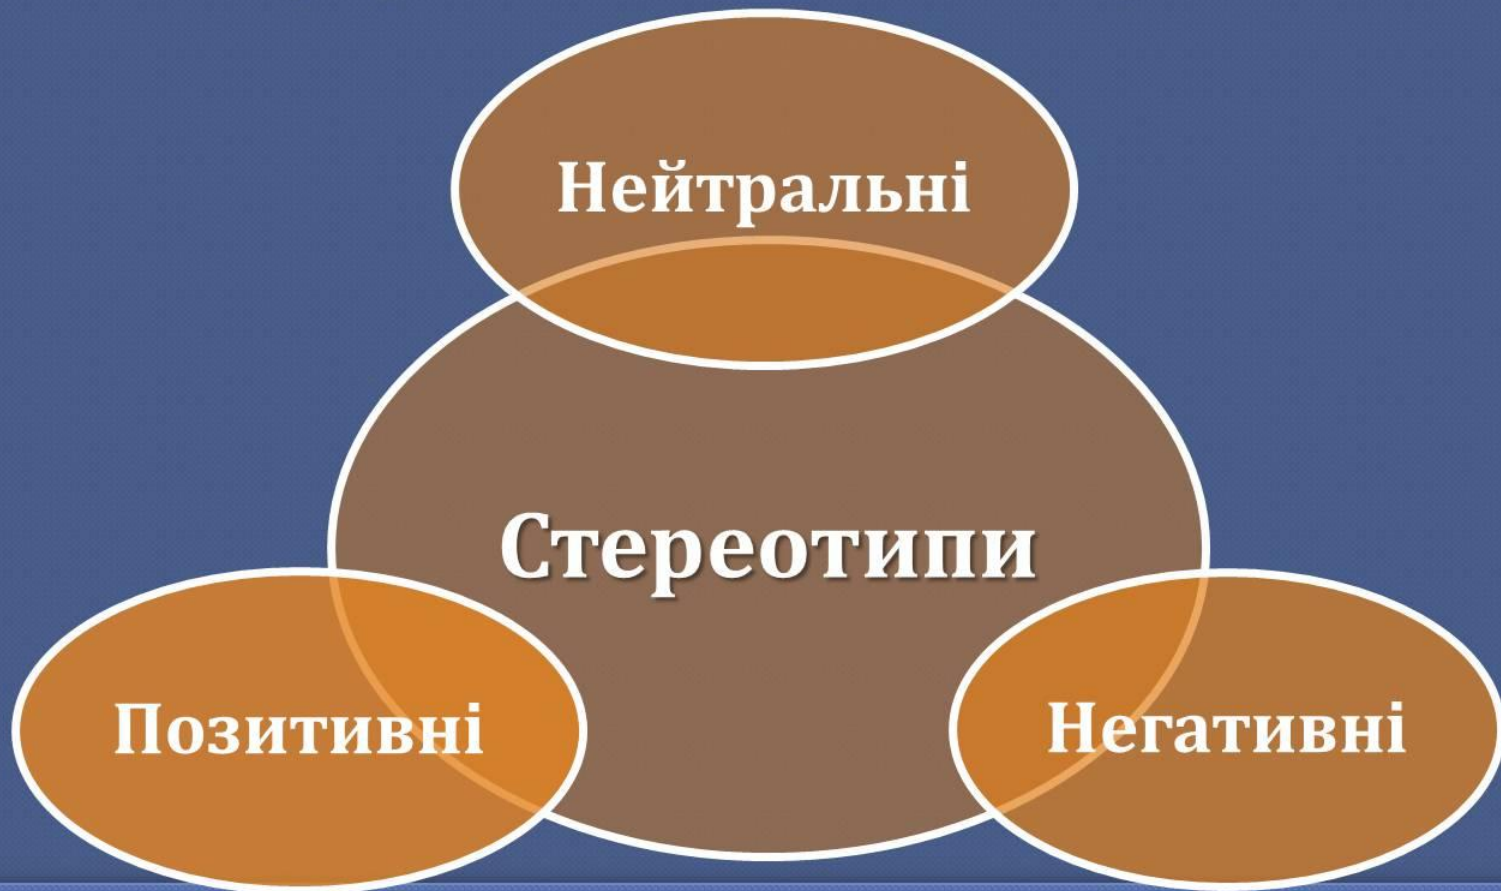 Нейтральні
Стереотипи
Позитивні
Негативні